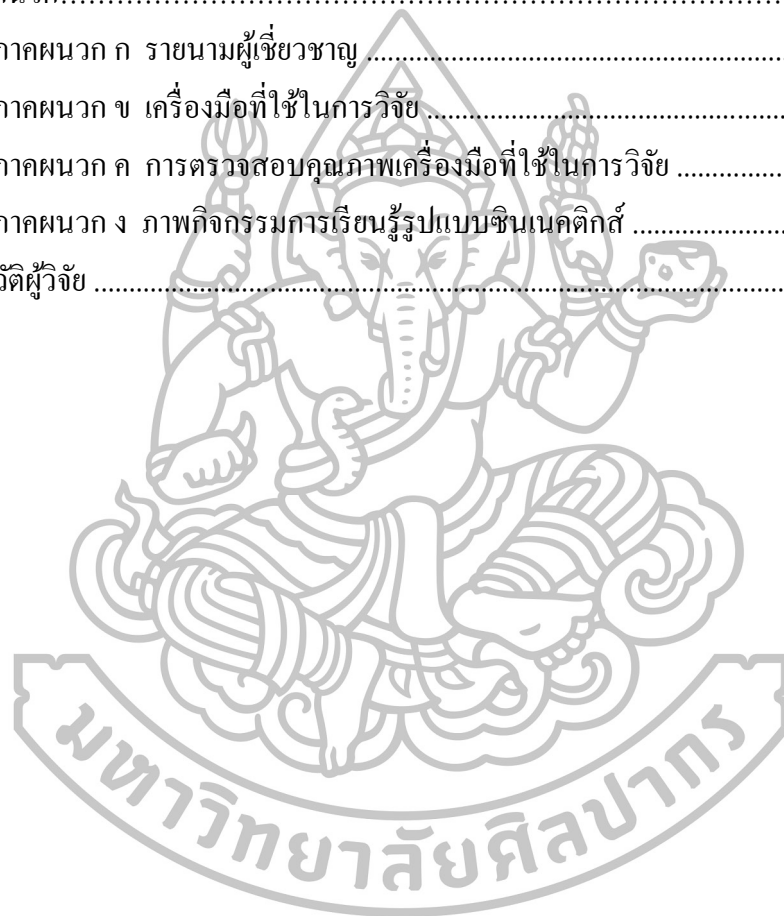 ภาคผนวก ก รายนามผู้เชี่ยวชาญ ................................................................
ภาคผนวก ข เครื่องมือที่ใช้ในการวิจัย ................................................................
ภาคผนวก ค การตรวจสอบคุณภาพเครื่องมือที่ใช้ในการวิจัย ................
ภาคผนวก ง ภาพกิจกรรมการเรียนรู้รูปแบบซินเนคติกส์ ......................
วัติผู้วิจัย ................................................................................................
มหาวิทยาลัยศิลปากร